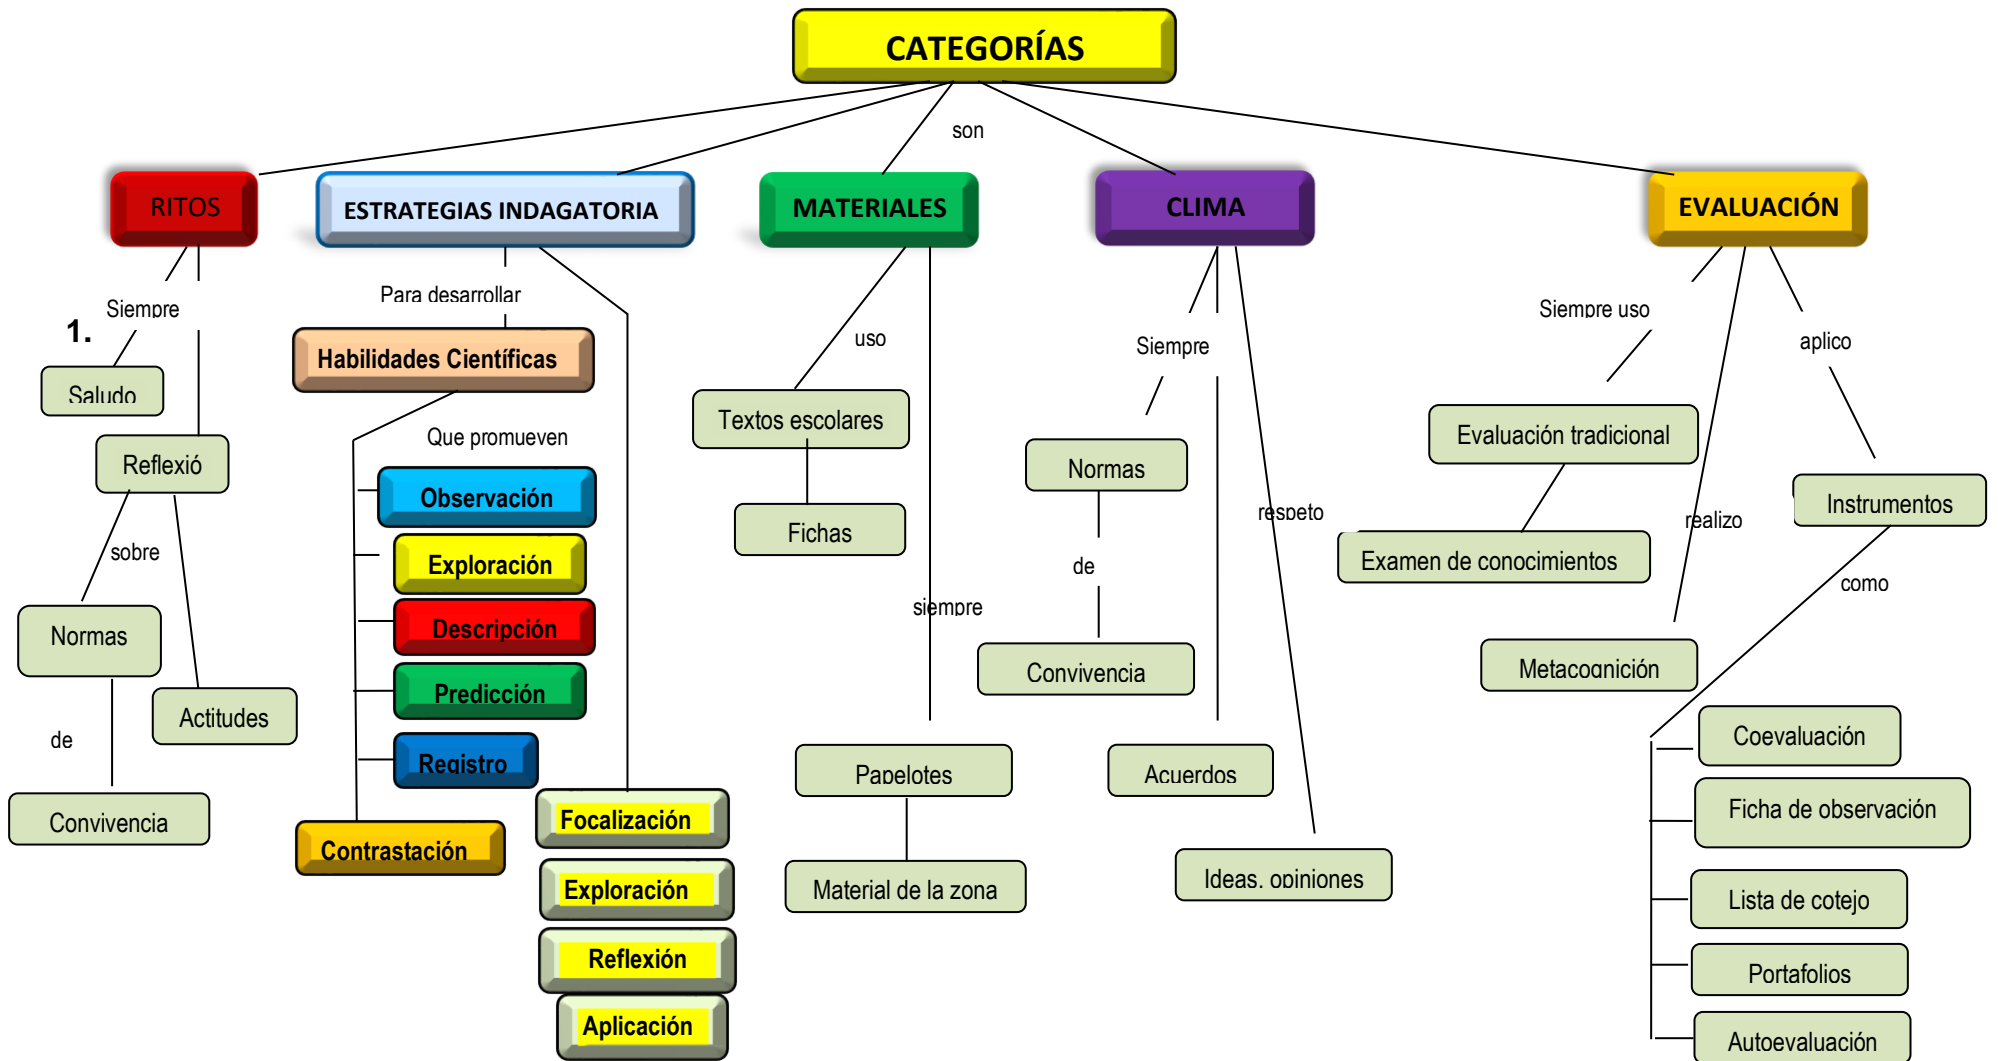 CATEGORÍAS
son
RITOS
ESTRATEGIAS INDAGATORIA
MATERIALES
CLIMA
EVALUACIÓN
Siempre
1.
Saludo
Reflexió
sobre
Normas
Actitudes
de
Convivencia
Para desarrollar
Habilidades Científicas
Que promueven
Observación
Exploración
Descripción
Predicción
Registro
Contrastación
Focalización
Exploración
Reflexión
Aplicación
uso
Textos escolares
Fichas
siempre
Papelotes
Material de la zona
Siempre
Normas
de
Convivencia
Acuerdos
respeto
Ideas, opiniones
Siempre uso
Evaluación tradicional
Examen de conocimientos
realizo
Metacognición
aplico
Instrumentos
como
Coevaluación
Ficha de observación
Lista de cotejo
Portafolios
Autoevaluación